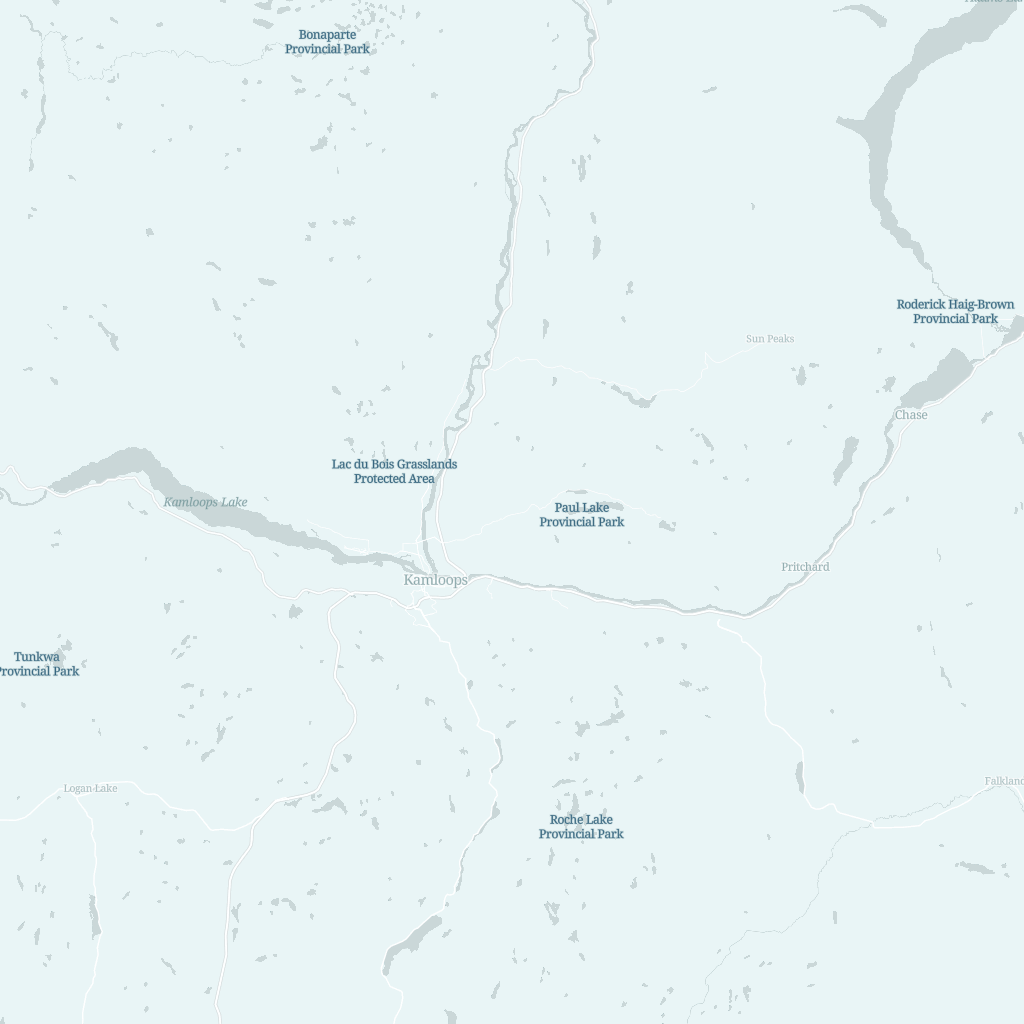 Bonaparte
Provincial Park
Roderick Haig-Brown
Provincial Park
Sun Peaks
Chase
Lac du Bois Grasslands
Protected Area
Kamloops Lake
Paul Lake
Provincial Park
Pritchard
Kamloops
Tunkwa
Provincial Park
Logan Lake
Falkland
Roche Lake
Provincial Park